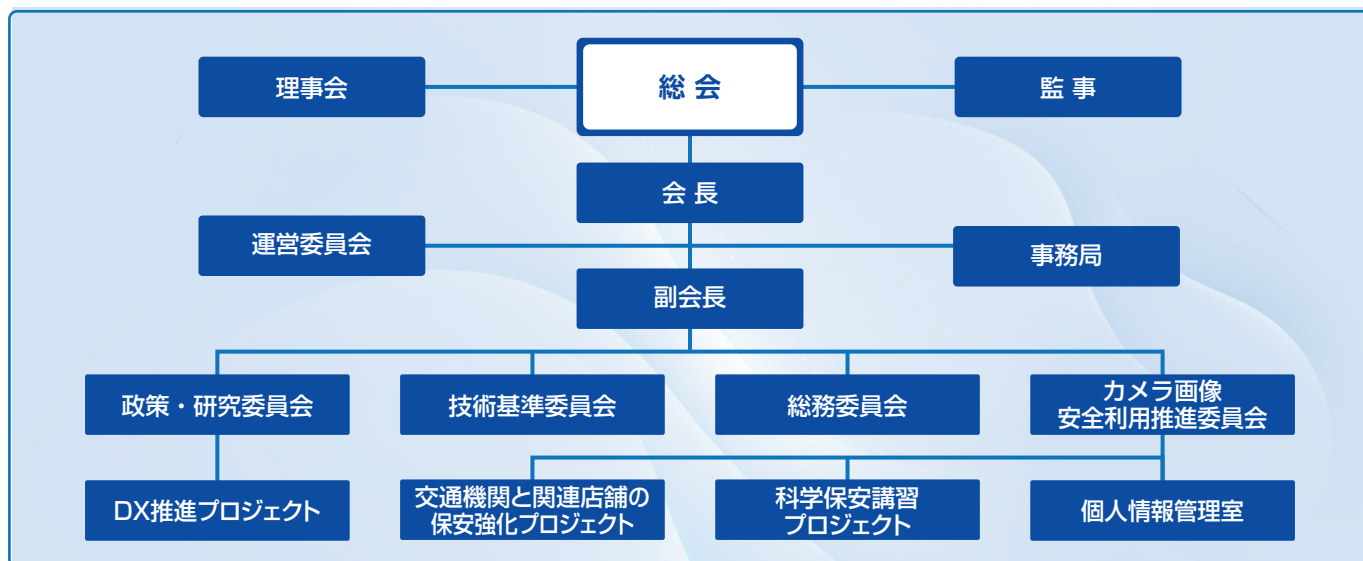 理事会
総会
監事
会長
運営委員会
事務局
副会長
政策・研究委員会
技術基準委員会
総務委員会
カメラ画像
安全利用推進委員会
DX推進プロジェクト
交通機関と関連店舗の
保安強化プロジェクト
科学保安講習
プロジェクト
個人情報管理室